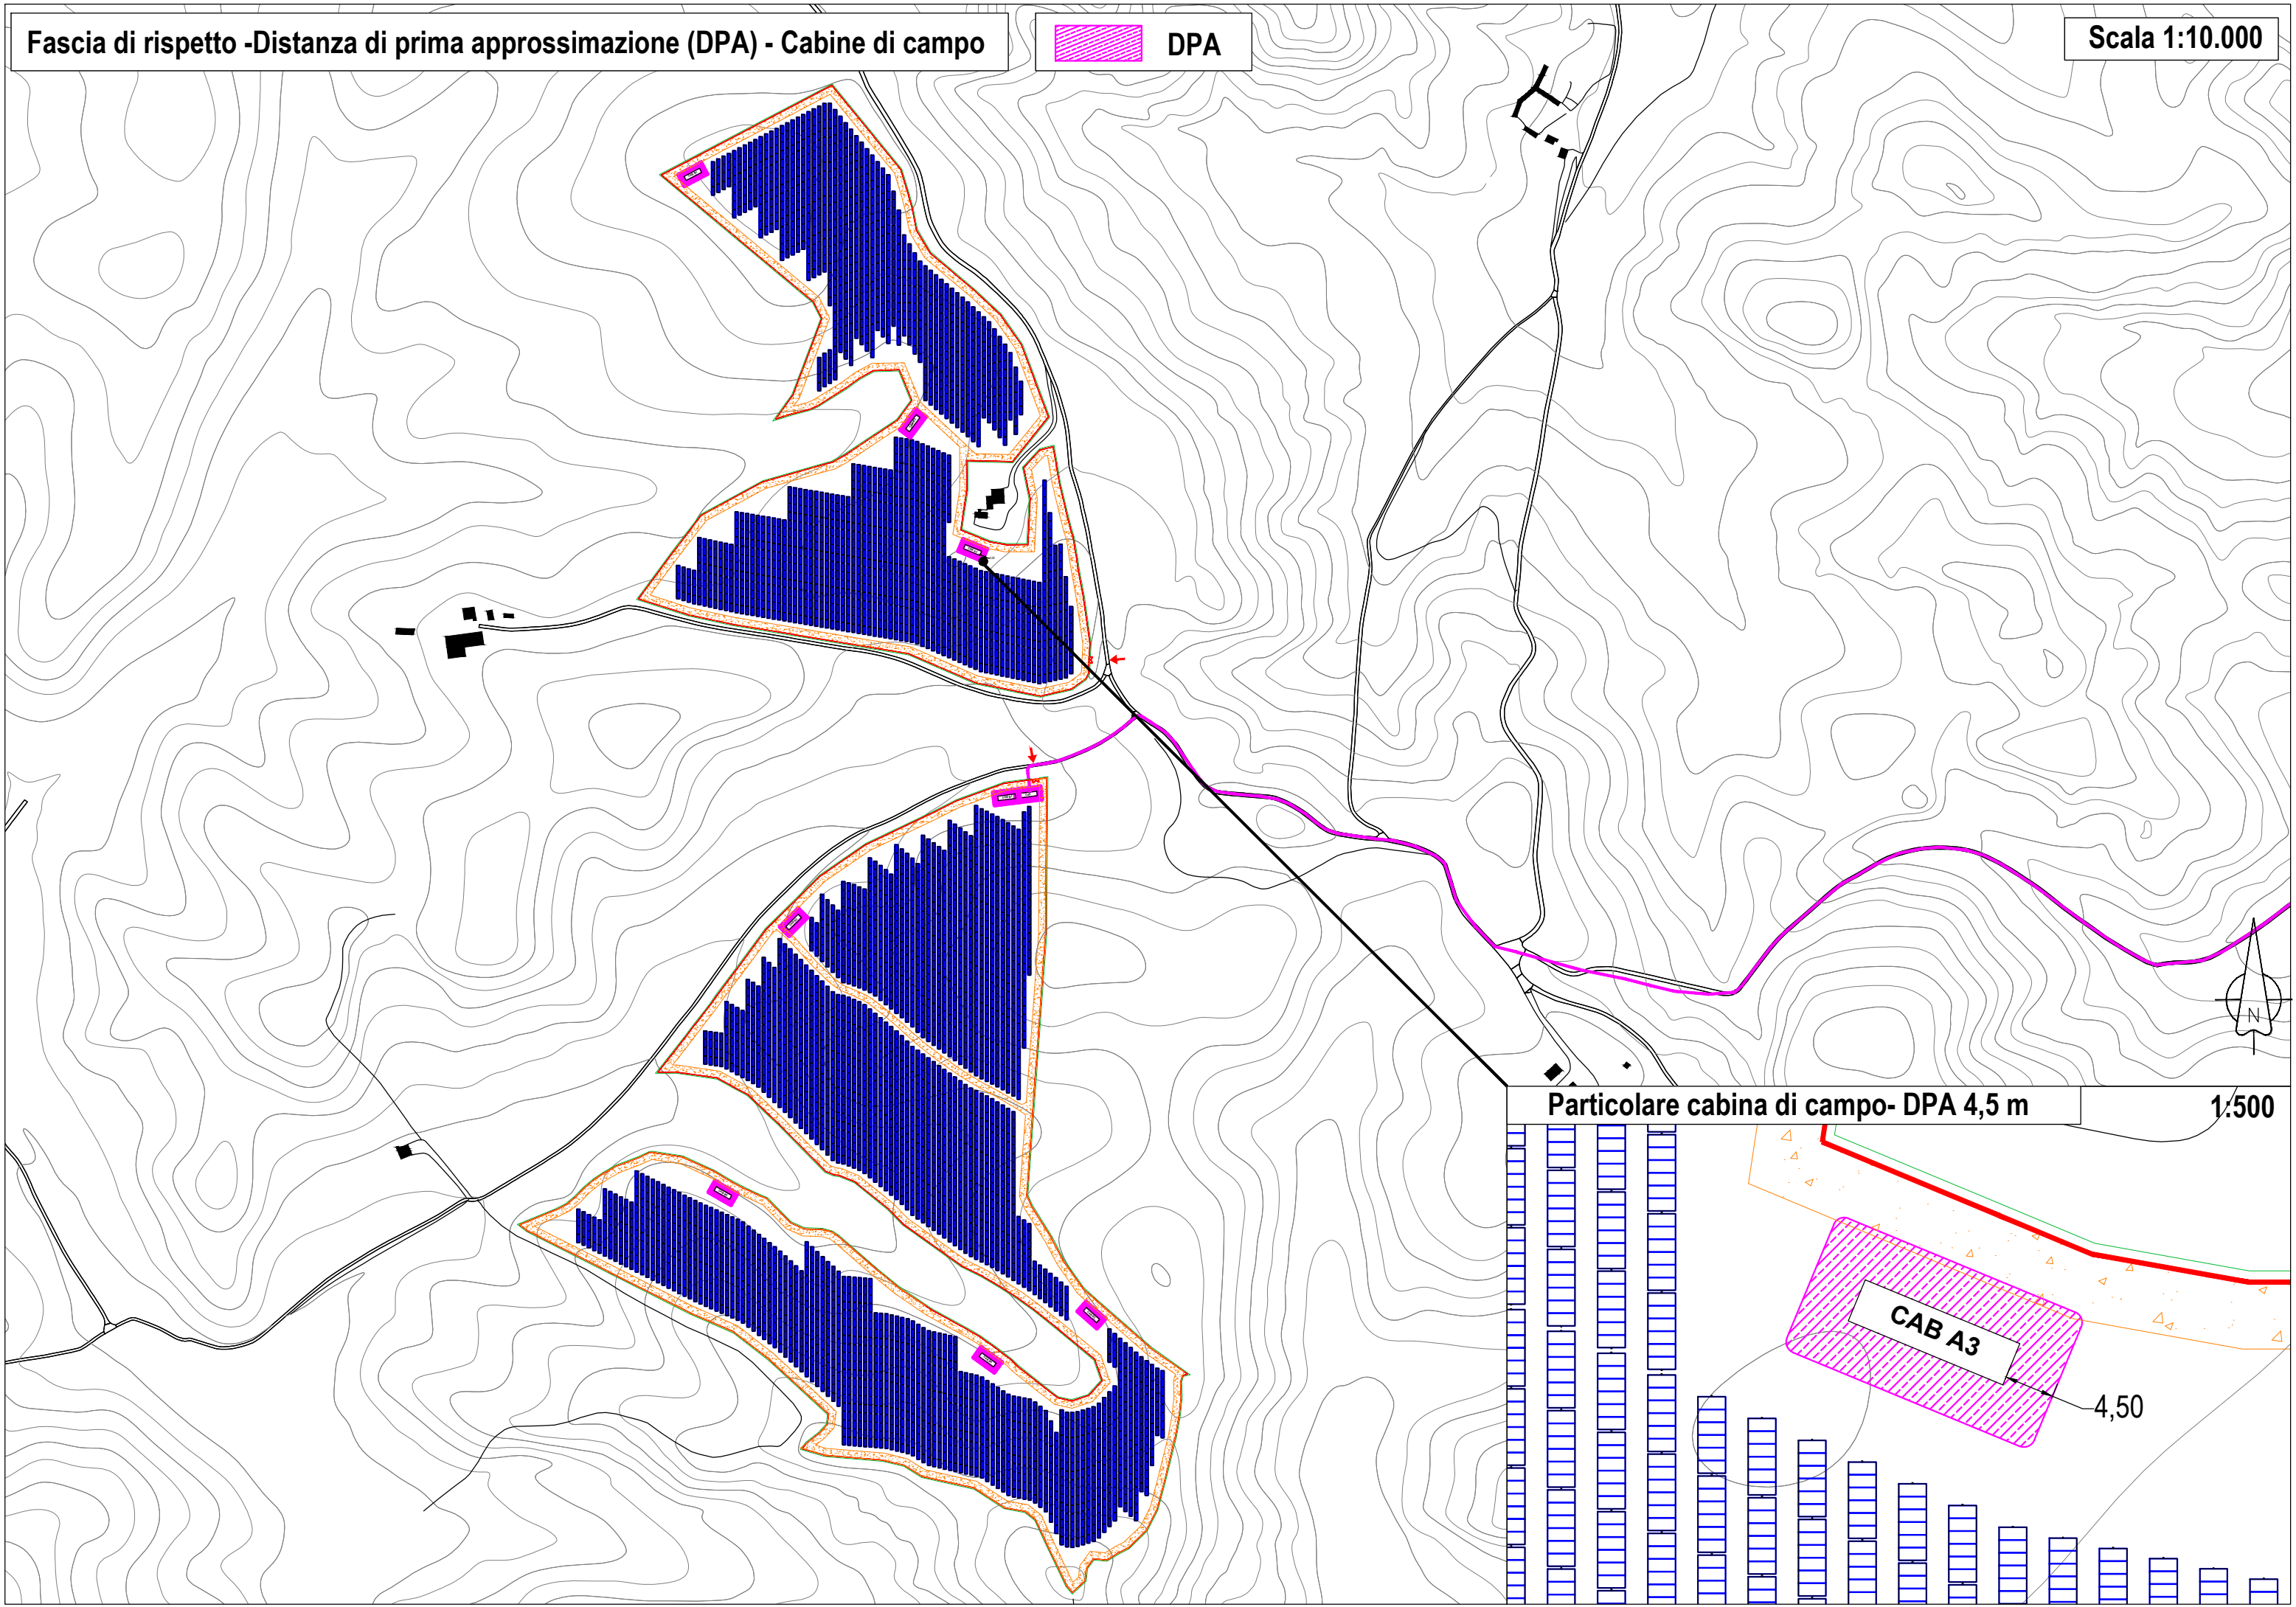 Fascia di rispetto -Distanza di prima approssimazione (DPA) - Cabine di campo
DPA
Scala 1:10.000
N
Particolare cabina di campo- DPA 4,5 m
1:500
CAB A3
4,50